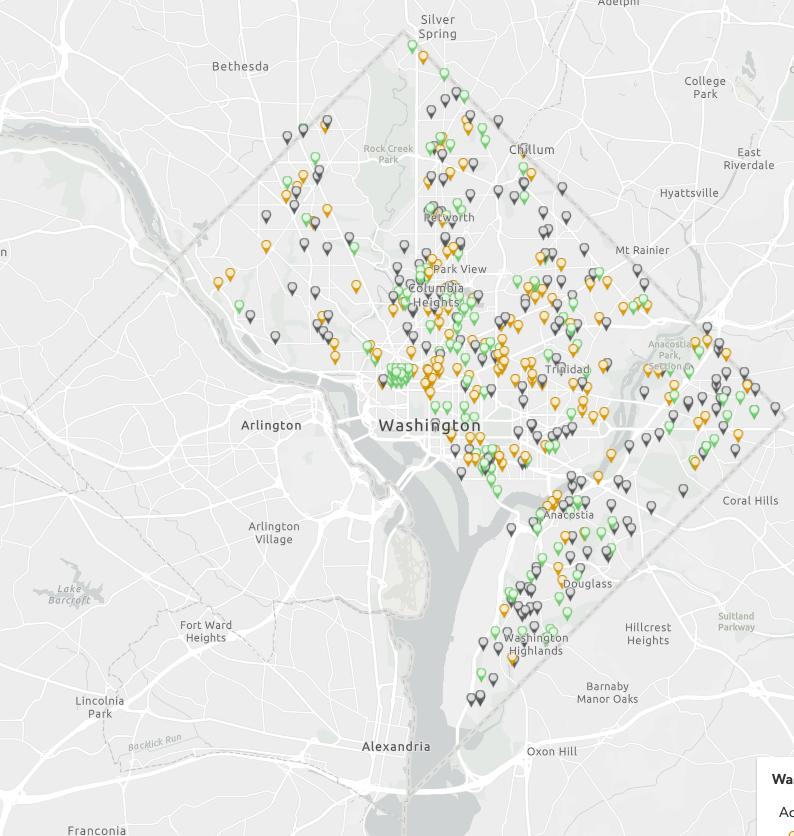 Adelphi
Silver
Spring
Bethesda
College
Park
Rock Creek
Park
Chillum
East
Riverdale
Hyattsville
Petworth
n
Mt Rainier
Park View
Columbia
Heights
Anacostia
Park,
Section G
Trinidad
Arlington
Washington
Coral Hills
Anacostia
Arlington
Village
Lake
Barcroft
Douglass
Fort Ward
Heights
Suitland
Parkway
Hillcrest
Heights
Washington
Highlands
Barnaby
Manor Oaks
Lincolnia
Park
Backlick Run
Alexandria
Oxon Hill
Wa
Ac
Franconia